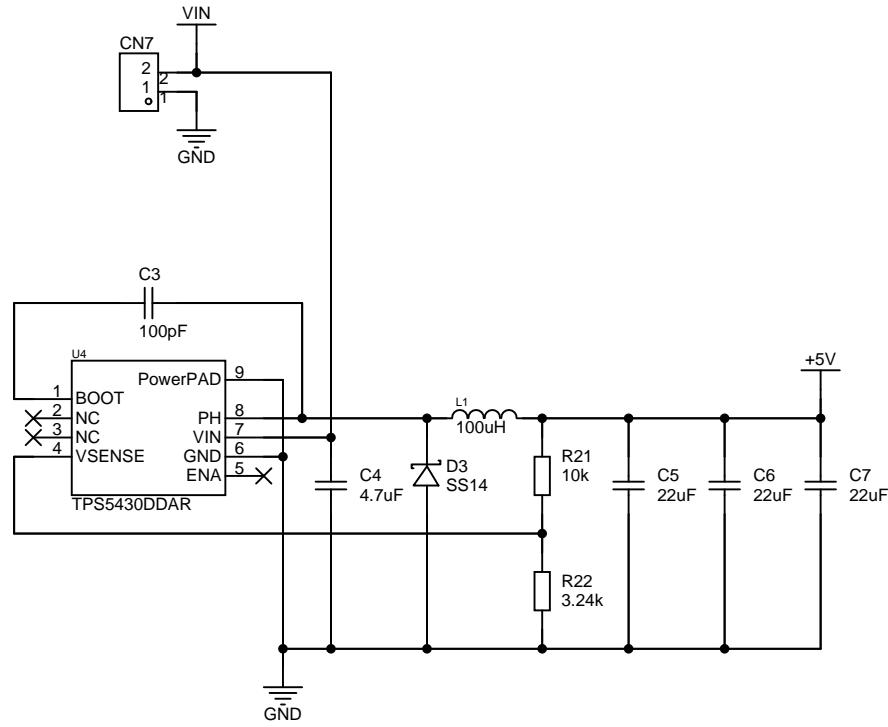 VIN
CN7
2
2
1
1
GND
C3
100pF
U4
PowerPAD
9
1
BOOT
2
NC
PH
8
3
NC
VIN
7
4
VSENSE
GND
6
ENA
5
TPS5430DDAR
C4
4.7uF
D3
SS14
L1
100uH
R21
10k
R22
3.24k
C5
22uF
C6
22uF
C7
22uF
+5V
GND